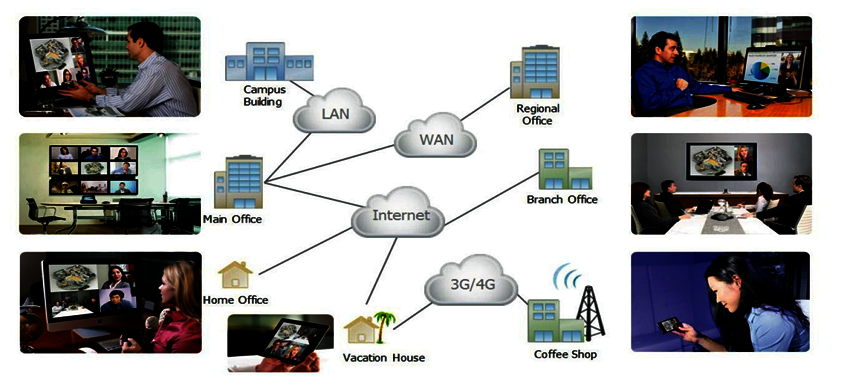 Campus
Building
LAN
Regional
Office
WAN
Main Office
Internet
Branch Office
Home Office
3G/4G
Vacation House
Coffee Shop